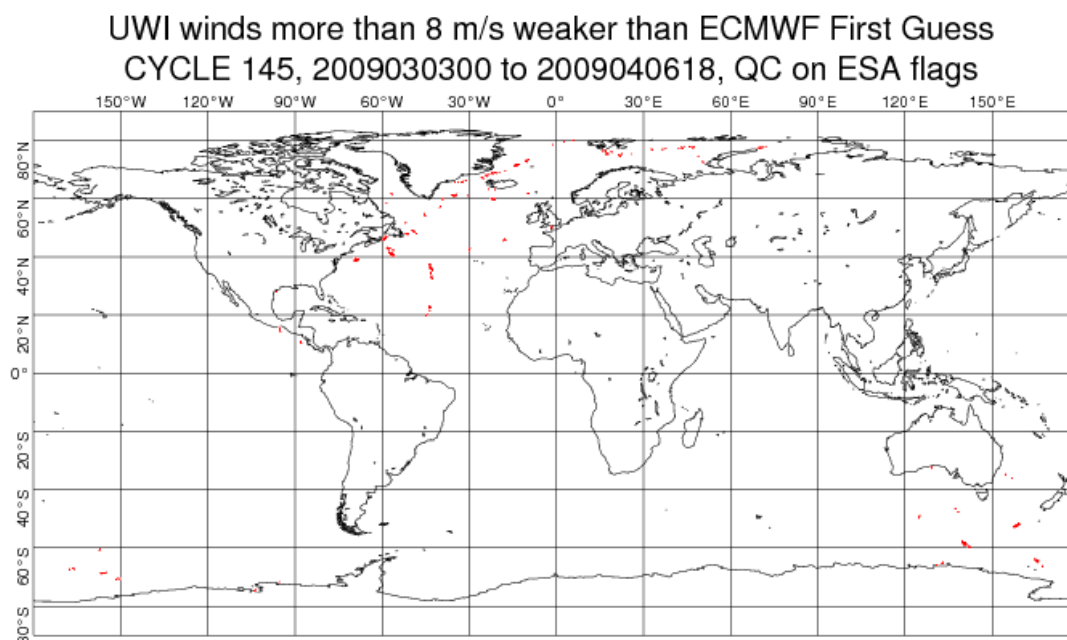 UWI winds more than 8 m/s weaker than ECMWF First Guess
CYCLE 145, 2009030300 to 2009040618, QC on ESA flags
150°W 120°W 90°W 60°W 30°W 0° 30°E 60°E 90°E 120°E 150°E
80°N
60°N
40°N
20°N
0°
20°S
40°S
60°S
80°S